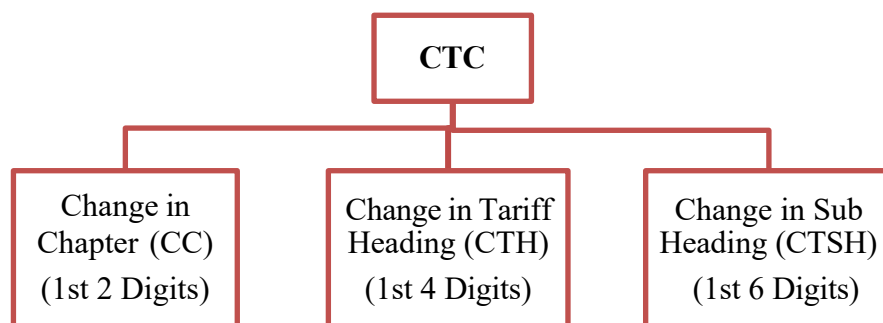 CTC
Change in
Chapter (CC)
(1st 2 Digits)
Change in Tariff
Heading (CTH)
(1st 4 Digits)
Change in Sub
Heading (CTSH)
(1st 6 Digits)